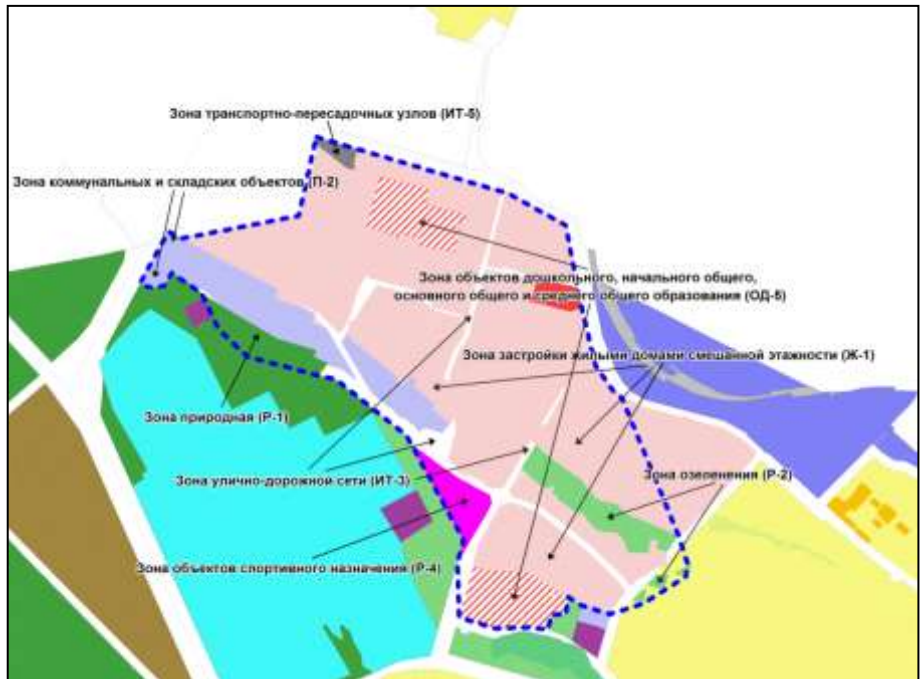 Зона транспортно-пересадочных узлов (ИТ-5)
Зона коммунальных и складских объектов (П-2)
Зона объектов дошкольного, начального общего,
основного общего и среднего общего образования (ОД-5)
Зона застройки жилыми домами смешанной этажности (Ж-1)
Зона природная (Р-1)
Зона озеленения (Р-2)
Зона улично-дорожной сети (ИТ-3)
Зона объектов спортивного назначения (Р-4)